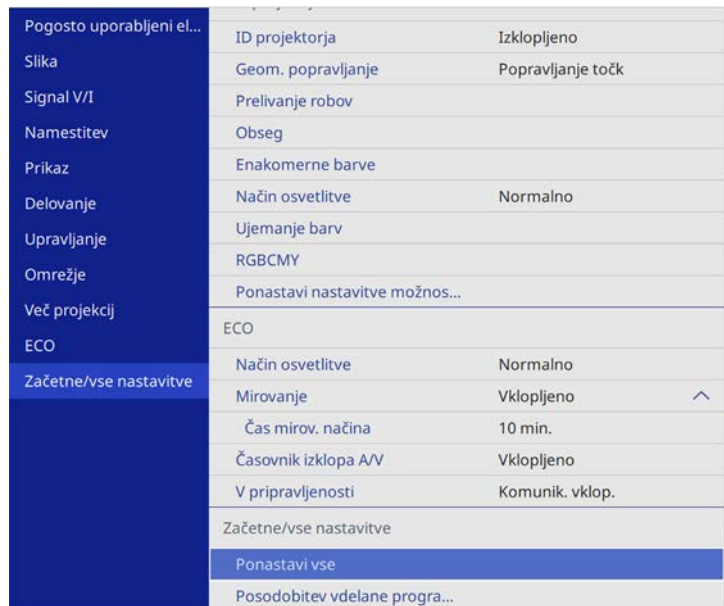 Pogosto uporabljeni el...
Slika
Signal V/I
Namestitev
Prikaz
Delovanje
Upravljanje
Omrežje
Več projekcij
ECO
Začetne/vse nastavitve
ID projektorja Izklopljeno
Geom. popravljanje Popravljanje točk
Prelivanje robov
Obseg
Enakomerne barve
Način osvetlitve Normalno
Ujemanje barv
RGBCMY
Ponastavi nastavitve možnos...
ECO
Način osvetlitve Normalno
Mirovanje Vklopljeno
Čas mirov. načina 10 min.
Časovnik izklopa A/V Vklopljeno
V pripravljenosti Komunik. vklop.
Začetne/vse nastavitve
Ponastavi vse
Posodobitev vdelane progra...